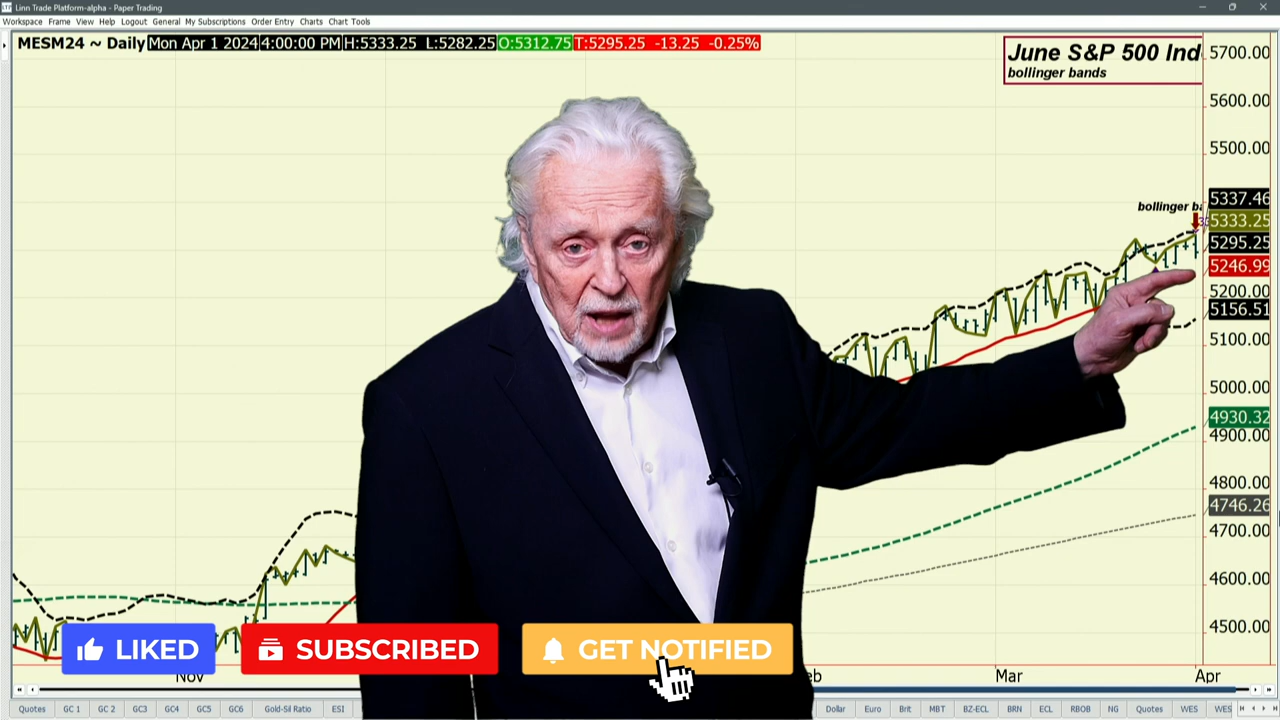 Linn Trade Platform-alpha - Paper Trading
Workspace Frame View Help Logout General My Subscriptions Order Entry Charts Chart Tools
MESM24 ~ Daily Mon Apr 1 2024 4:00:00 PM H:5333.25 L:5282.25 O:5312.75 T:5295.25 -13.25 -0.25%
June S&P 500 Ind
bollinger bands
5700.00
5600.00
5500.00
bollinger ba
5337.46
5333.25
5295.25
5246.99
5200.00
5156.51
5100.00
5000.00
4930.32
4900.00
4800.00
4746.26
4700.00
4600.00
4500.00
LIKED SUBSCRIBED GET NOTIFIED
Nov eb Mar Apr
Quotes GC 1 GC 2 GC3 GC4 GC5 GC6 Gold-Sil Ratio ESI Dollar Euro Brit MBT BZ-ECL BRN ECL RBOB NG Quotes WES WES